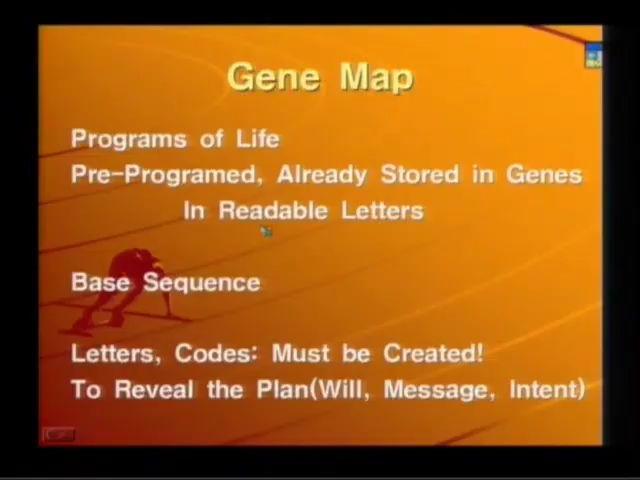 Gene Map
Programs of Life
Pre-Programed, Already Stored in Genes
In Readable Letters
Base Sequence
Letters, Codes: Must be Created!
To Reveal the Plan(Will, Message, Intent)